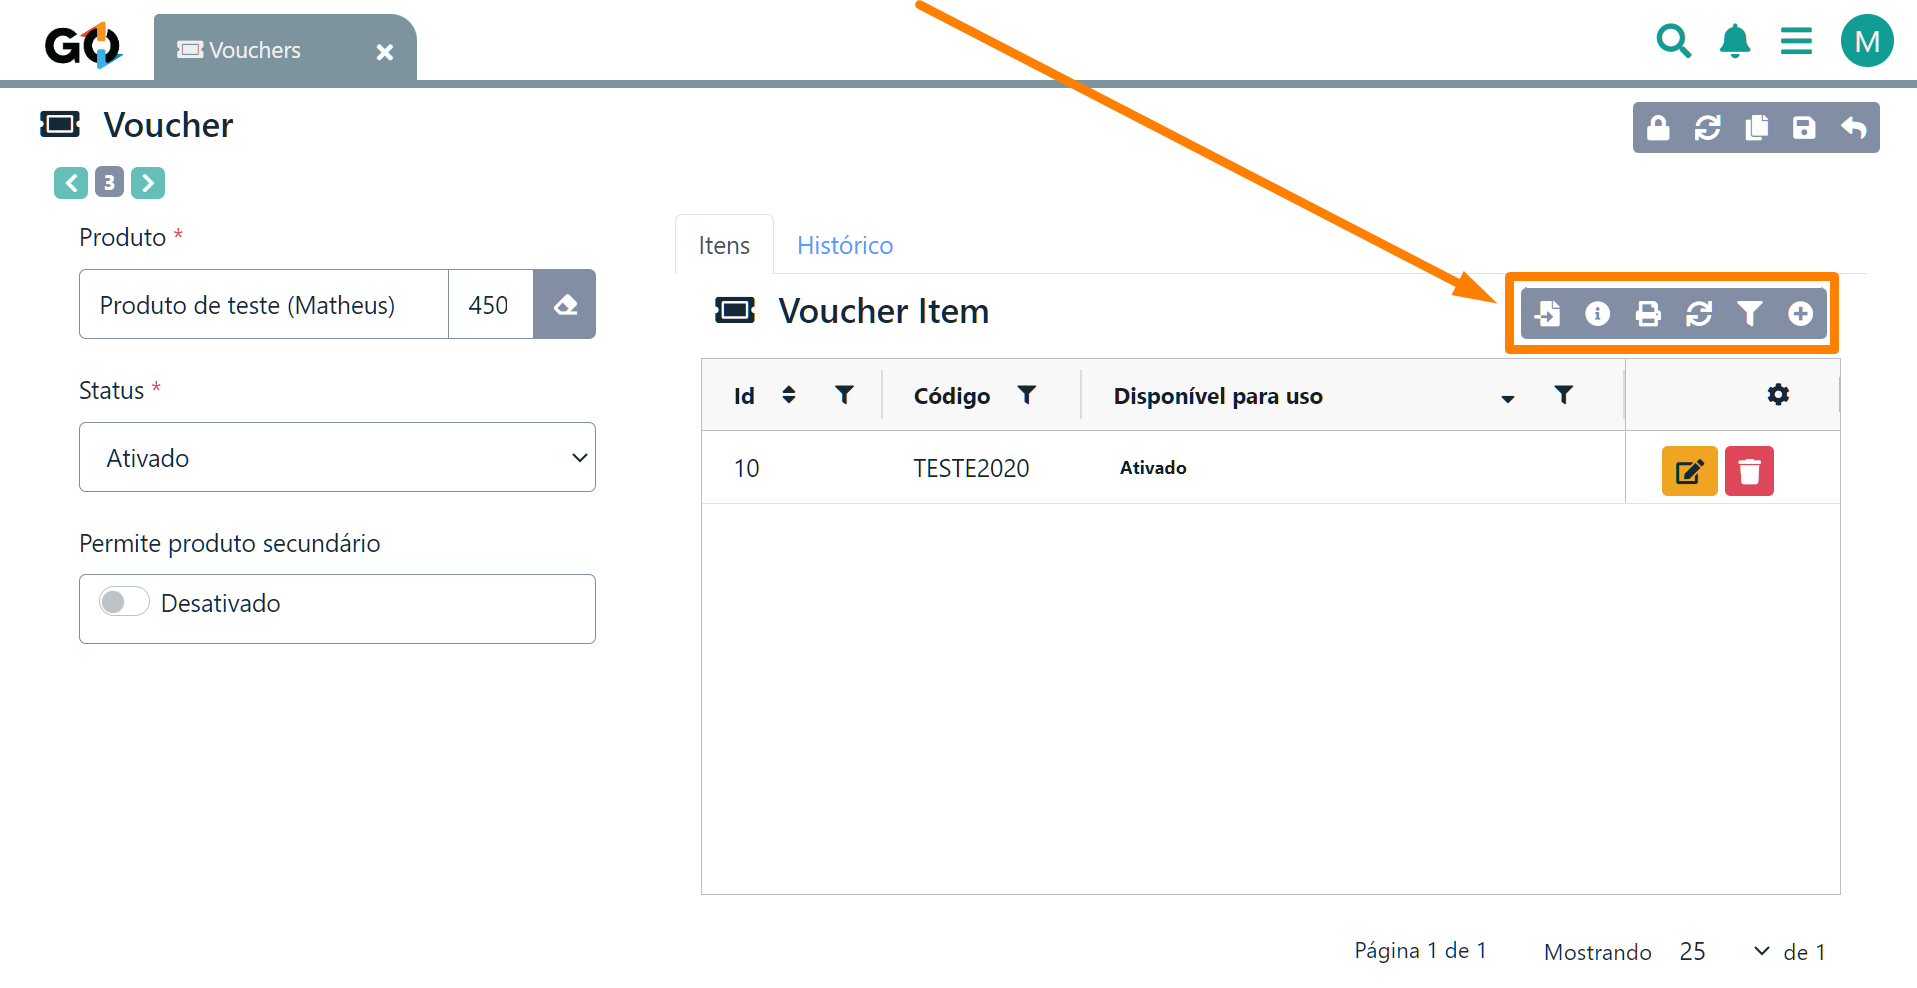 GO
Vouchers
M
Voucher
3
Produto *
Produto de teste (Matheus) 450
Status *
Ativado
Permite produto secundário
Desativado
Itens Histórico
Voucher Item
Id Código Disponível para uso
10 TESTE2020 Ativado
Página 1 de 1 Mostrando 25 de 1